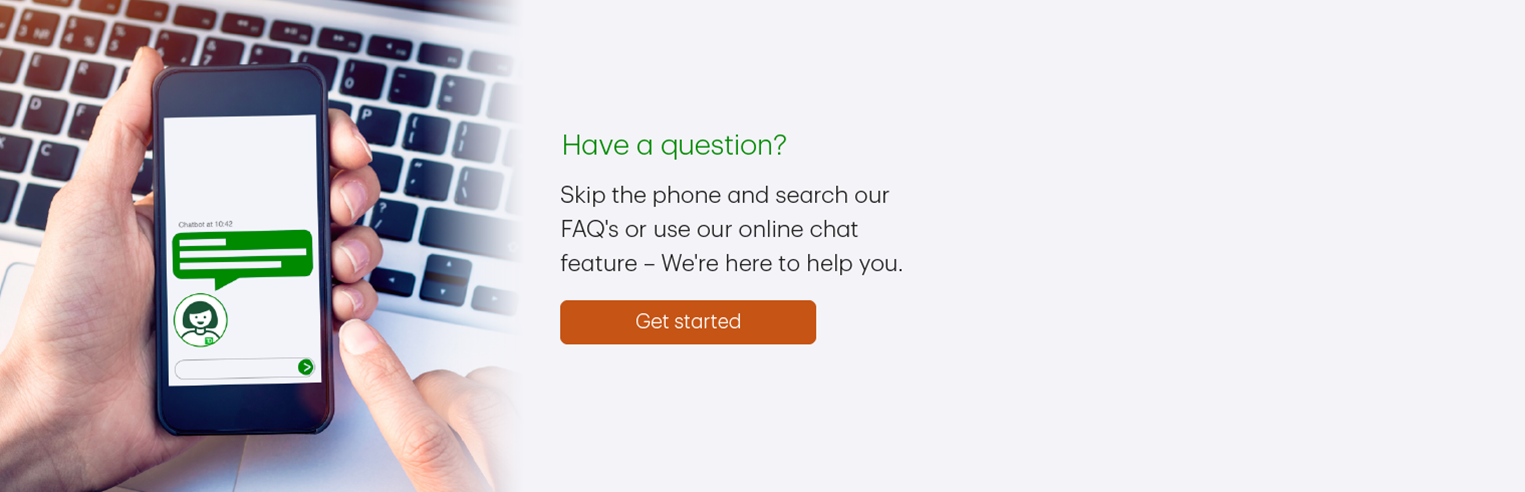 Have a question?
Skip the phone and search our
FAQ's or use our online chat
feature – We're here to help you.
Get started
Chatbot at 10:42